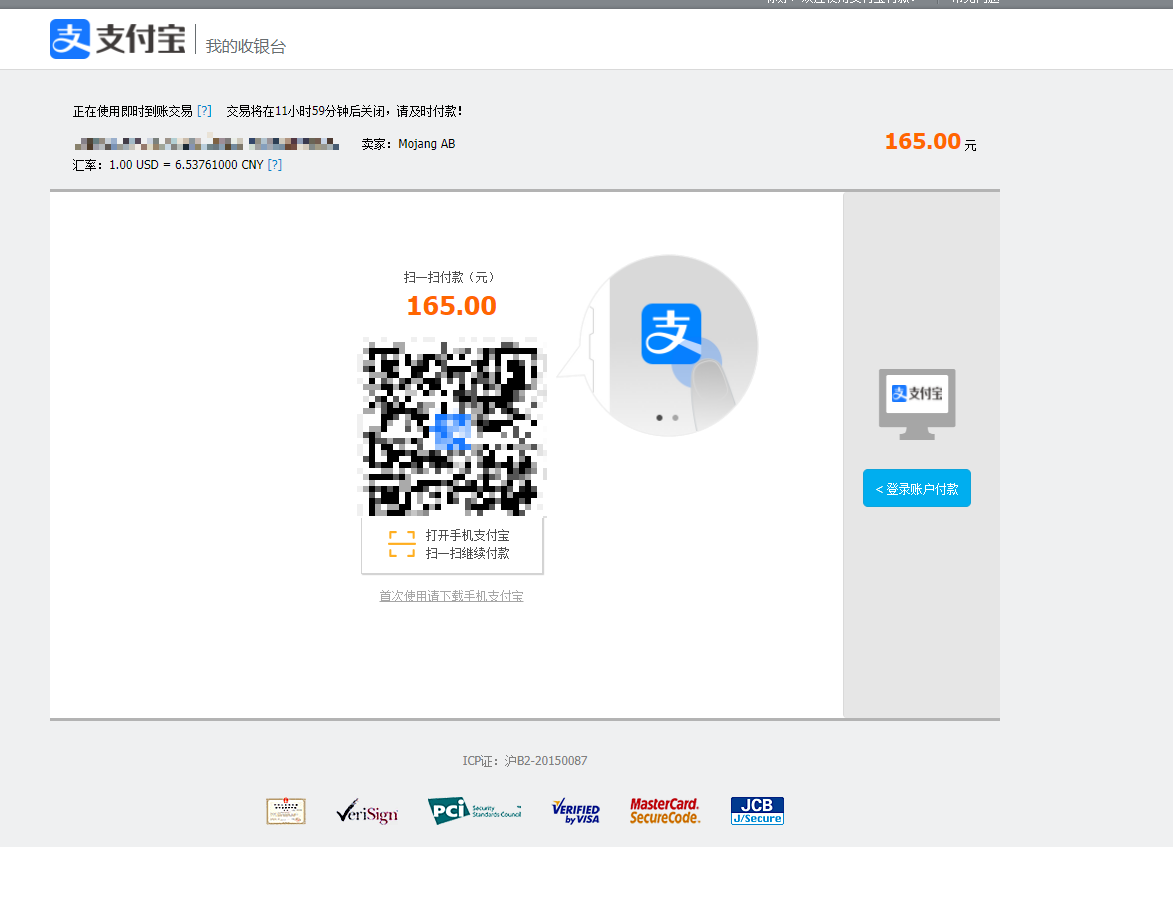 支付宝 我的收银台
正在使用即时到账交易 [?] 交易将在11小时59分钟后关闭，请及时付款！
卖家：Mojang AB
165.00 元
汇率：1.00 USD = 6.53761000 CNY [?]
扫一扫付款（元）
165.00
支
支付宝
< 登录账户付款
打开手机支付宝
扫一扫继续付款
首次使用请下载手机支付宝
ICP证：沪B2-20150087
VeriSign
PCI Security Standards Council
VERIFIED by VISA
MasterCard. SecureCode.
JCB J/Secure